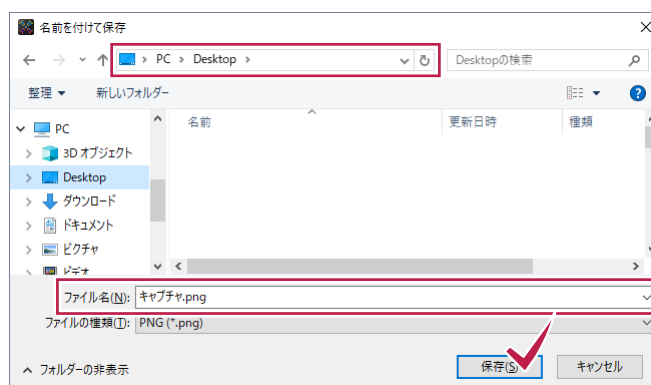 名前を付けて保存
PC › Desktop ›
Desktopの検索
整理
新しいフォルダー
名前
更新日時
種類
PC
3D オブジェクト
Desktop
ダウンロード
ドキュメント
ピクチャ
ビデオ
ファイル名(N): キャプチャ.png
ファイルの種類(T): PNG (*.png)
フォルダーの非表示
保存(S)
キャンセル